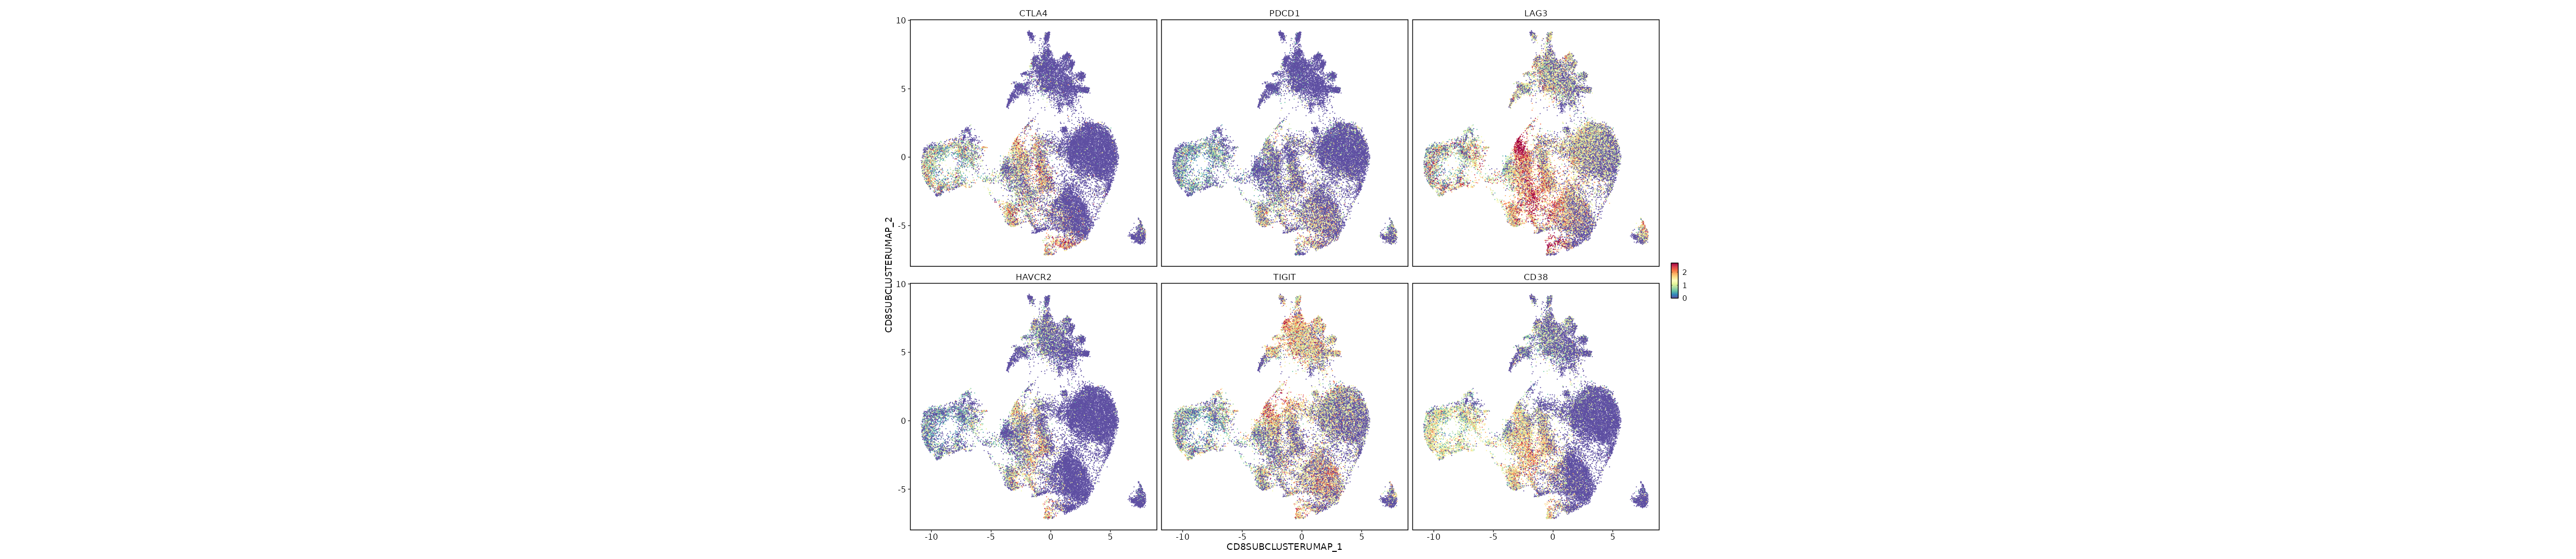 CTLA4 PDCD1 LAG3
10
5
0
-5
HAVCR2 TIGIT CD38
10
5
0
-5
CD8SUBCLUSTERUMAP_2
2
1
0
-10 -5 0 5 -10 -5 0 5 -10 -5 0 5
CD8SUBCLUSTERUMAP_1